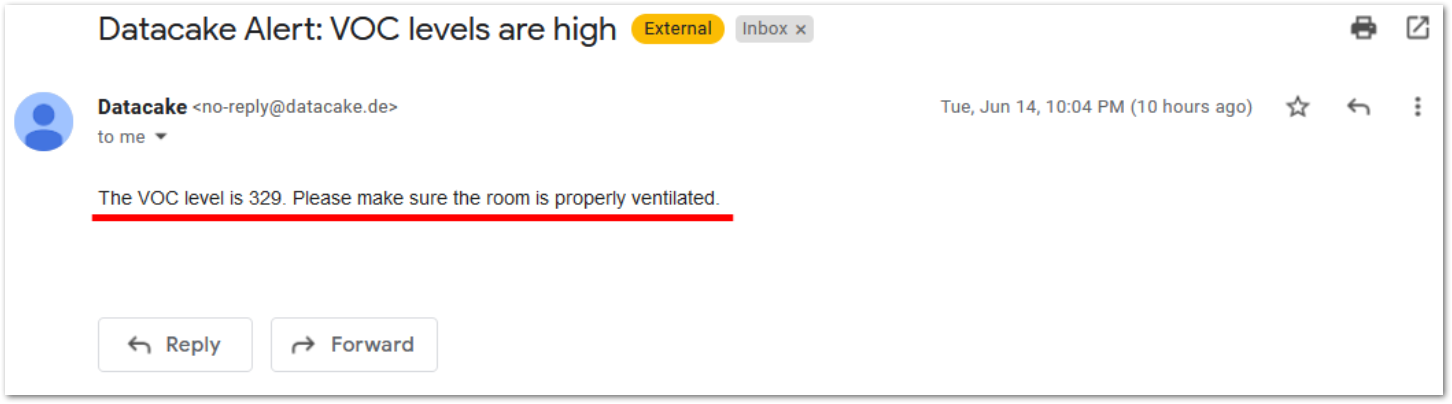 Datacake Alert: VOC levels are high External Inbox ×
Datacake <no-reply@datacake.de> Tue, Jun 14, 10:04 PM (10 hours ago)
to me
The VOC level is 329. Please make sure the room is properly ventilated.
Reply Forward